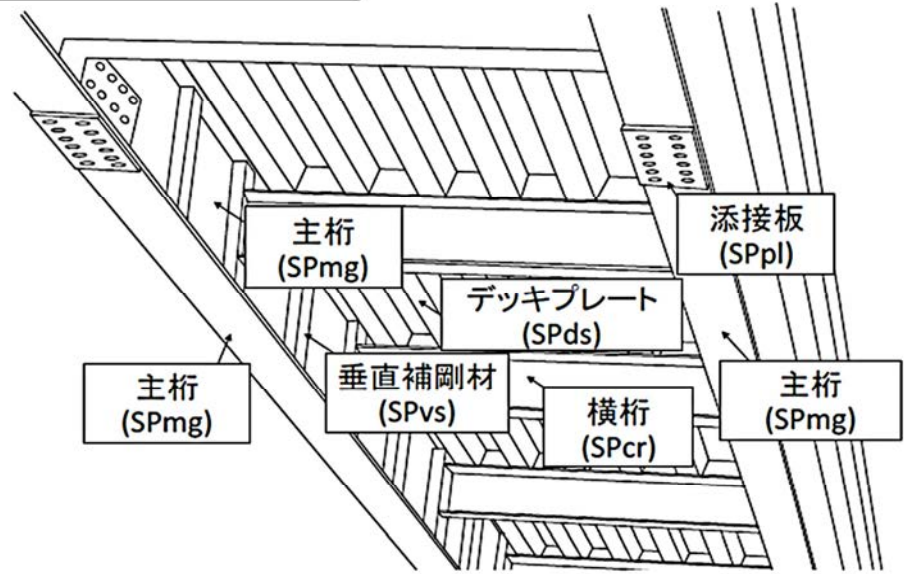 主桁
(SPmg)
添接板
(SPpl)
デッキプレート
(SPds)
主桁
(SPmg)
垂直補剛材
(SPvs)
横桁
(SPcr)
主桁
(SPmg)